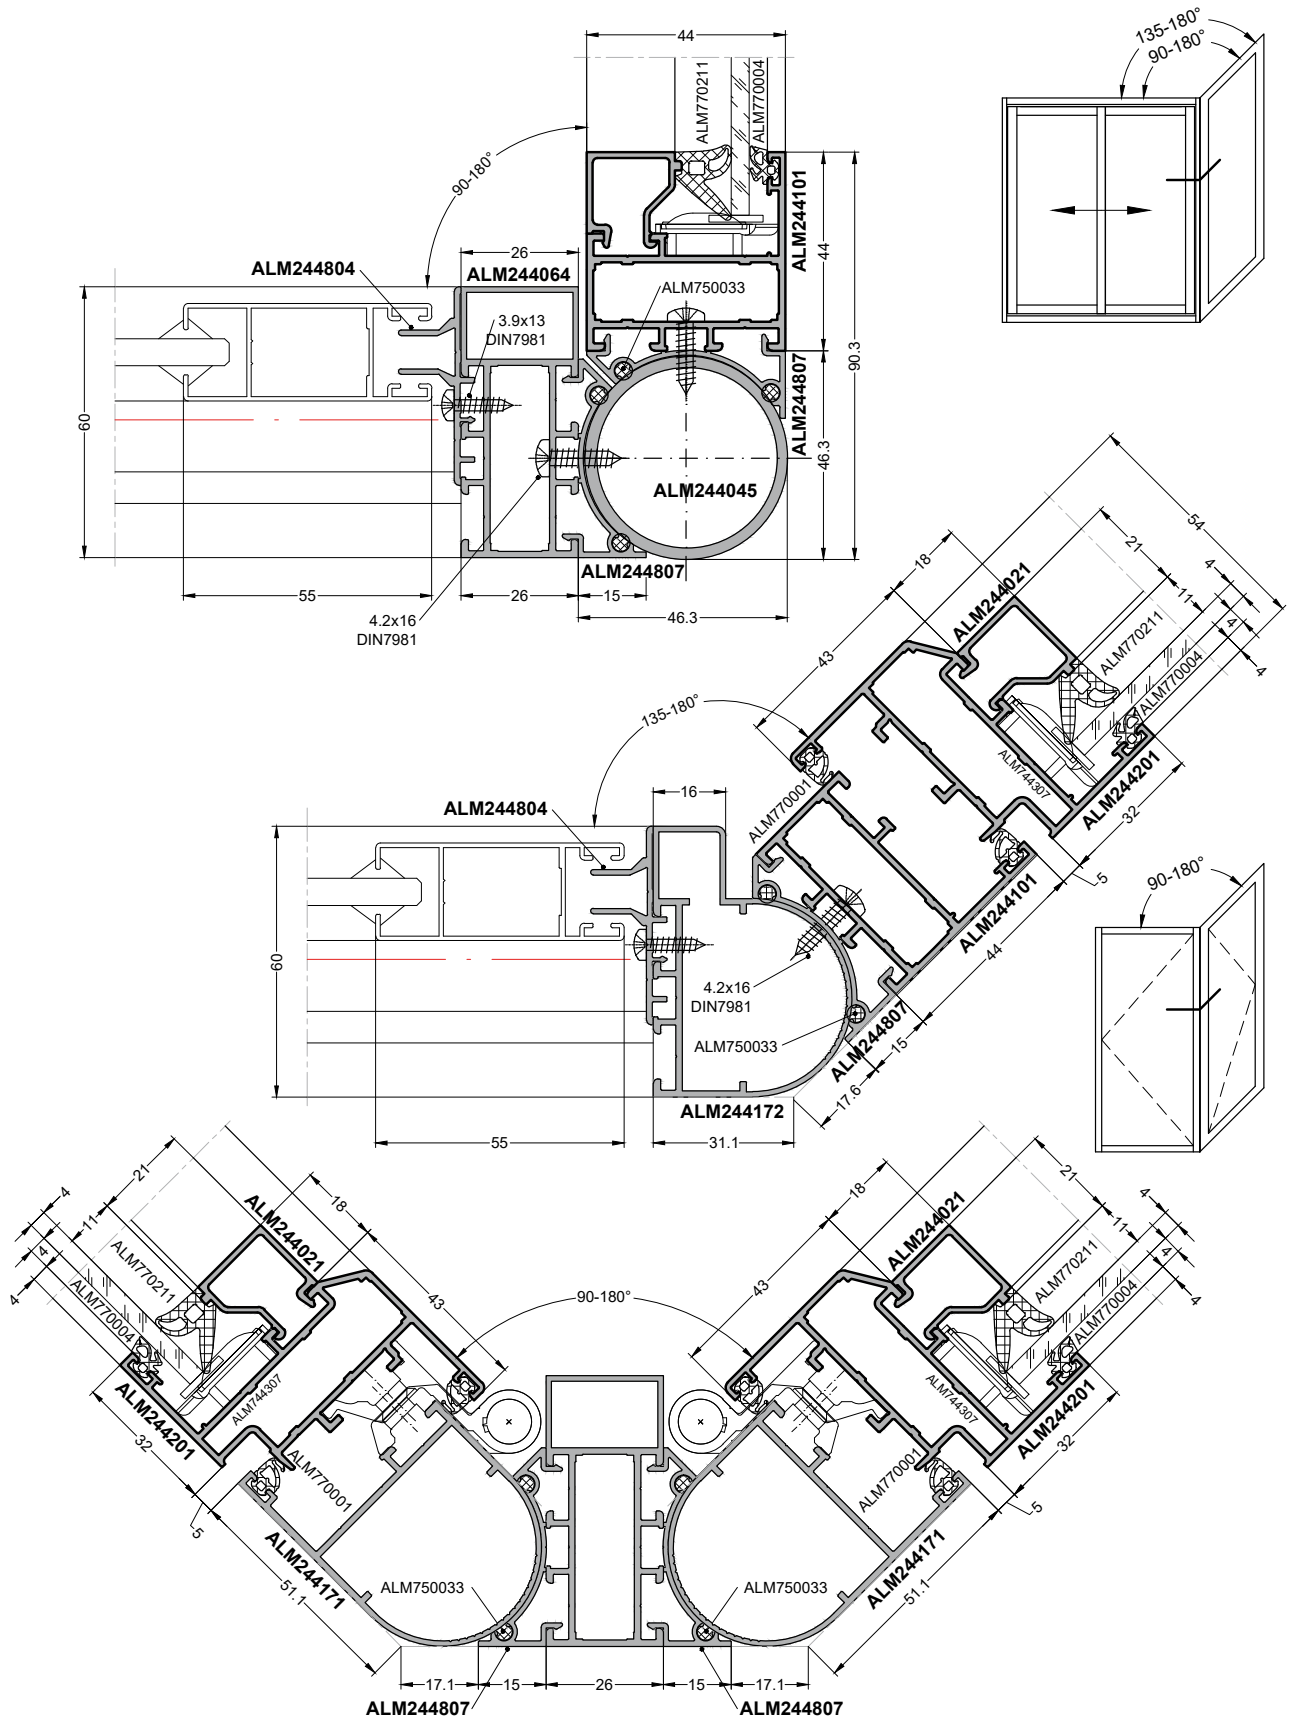 44
135-180°
90-180°
ALM770211
ALM770004
90-180°
ALM244101
26
ALM244804
ALM244064
44
ALM750033
3.9x13
DIN7981
90.3
60
ALM244807
46.3
ALM244045
54
ALM244807
21
18
4
55
26
15
11
4
4.2x16
DIN7981
46.3
ALM244021
ALM770211
4
43
ALM770004
135-180°
ALM744307
ALM244201
16
ALM244804
ALM770001
32
5
90-180°
ALM244101
60
44
4.2x16
DIN7981
ALM750033
ALM244807
15
17.6
ALM244172
55
31.1
21
4
11
4
4
ALM244021
18
ALM770211
ALM770004
43
90-180°
43
18
ALM244021
21
11
4
4
4
ALM770211
ALM770004
ALM244201
ALM744307
32
ALM770001
5
ALM244171
51.1
ALM750033
ALM744307
ALM244201
32
ALM770001
5
ALM244171
51.1
ALM750033
17.1
15
26
15
17.1
ALM244807
ALM244807